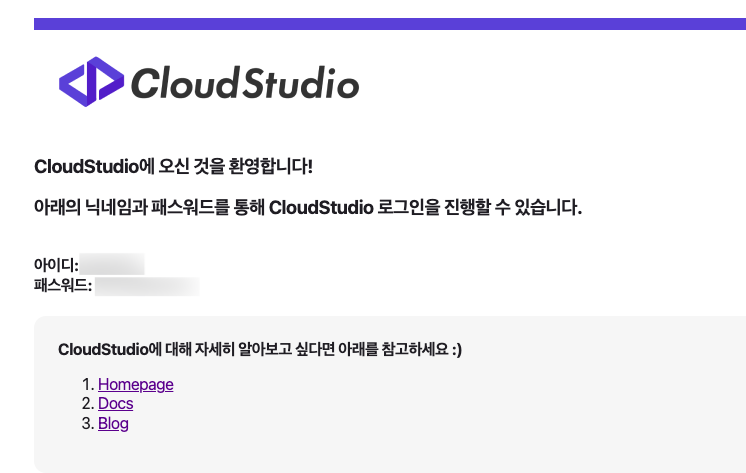 CloudStudio
CloudStudio에 오신 것을 환영합니다!
아래의 닉네임과 패스워드를 통해 CloudStudio 로그인을 진행할 수 있습니다.
아이디:
패스워드:
CloudStudio에 대해 자세히 알아보고 싶다면 아래를 참고하세요 :)
1. Homepage
2. Docs
3. Blog